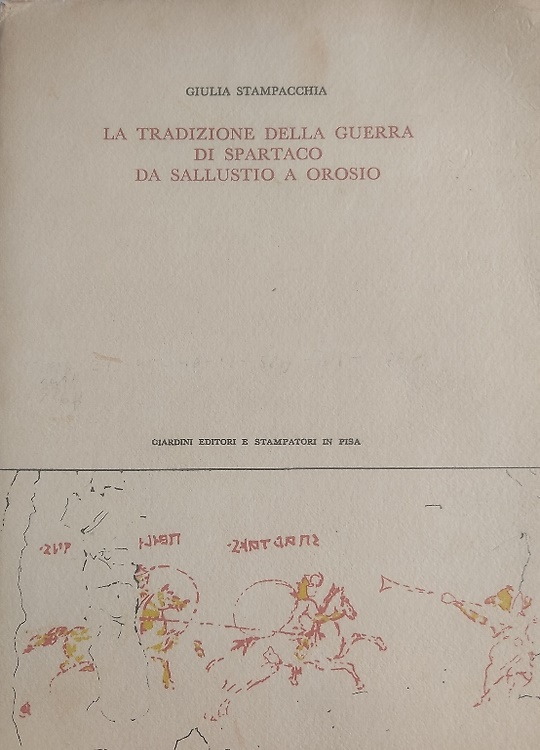 GIULIA STAMPACCHIA
LA TRADIZIONE DELLA GUERRA
DI SPARTACO
DA SALLUSTIO A OROSIO
GIARDINI EDITORI E STAMPATORI IN PISA